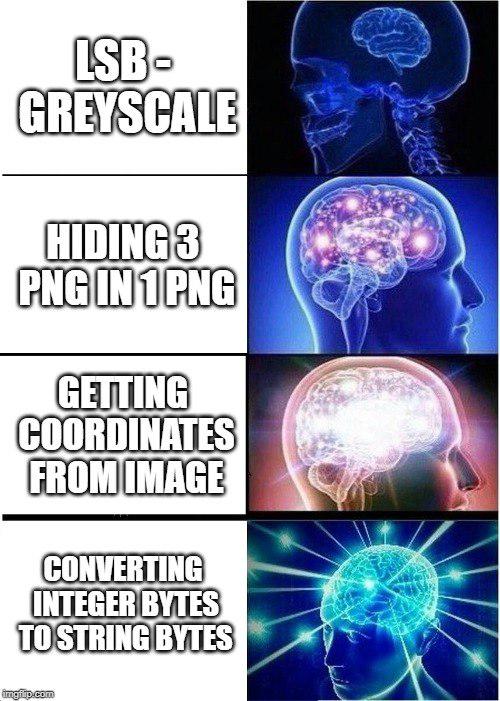 LSB -
GREYSCALE
HIDING 3
PNG IN 1 PNG
GETTING
COORDINATES
FROM IMAGE
CONVERTING
INTEGER BYTES
TO STRING BYTES
imgflip.com